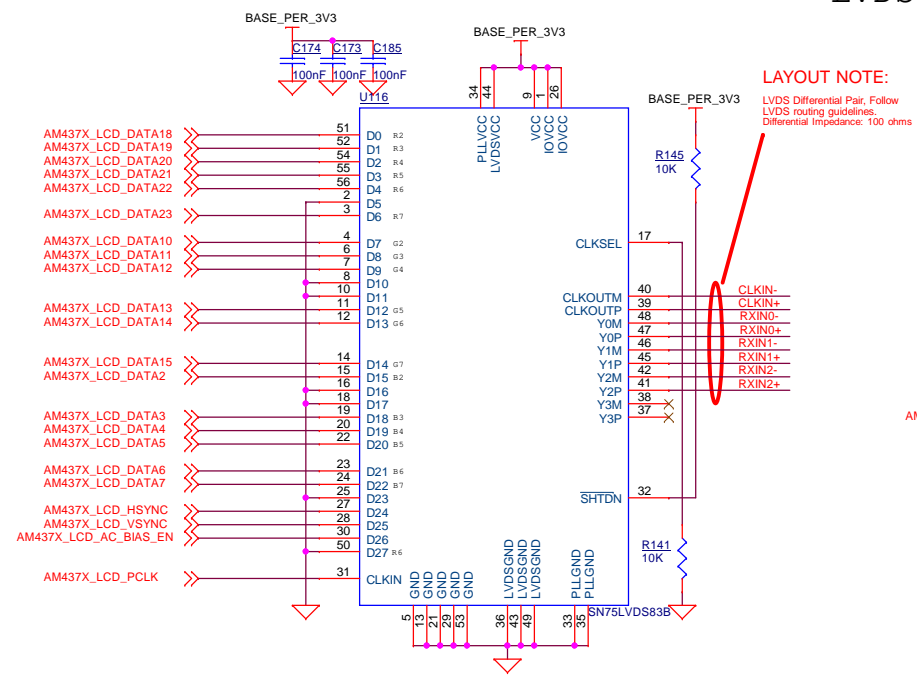 LVDS
BASE_PER_3V3
C174 C173 C185
100nF 100nF 100nF
BASE_PER_3V3
U116
34 44 9 1 26
PLLVCC LVDSVCC VCC IOVCC IOVCC
LAYOUT NOTE:
LVDS Differential Pair, Follow
LVDS routing guidelines.
Differential Impedance: 100 ohms
BASE_PER_3V3
R145
10K
AM437X_LCD_DATA18 51 D0 R2
AM437X_LCD_DATA19 52 D1 R3
AM437X_LCD_DATA20 54 D2 R4
AM437X_LCD_DATA21 55 D3 R5
AM437X_LCD_DATA22 56 D4 R6
2 D5
AM437X_LCD_DATA23 3 D6 R7
AM437X_LCD_DATA10 4 D7 G2
AM437X_LCD_DATA11 6 D8 G3
AM437X_LCD_DATA12 7 D9 G4
8 D10
10 D11
AM437X_LCD_DATA13 11 D12 G5
AM437X_LCD_DATA14 12 D13 G6
AM437X_LCD_DATA15 14 D14 G7
AM437X_LCD_DATA2 15 D15 B2
16 D16
18 D17
AM437X_LCD_DATA3 19 D18 B3
AM437X_LCD_DATA4 20 D19 B4
AM437X_LCD_DATA5 22 D20 B5
AM437X_LCD_DATA6 23 D21 B6
AM437X_LCD_DATA7 24 D22 B7
25 D23
AM437X_LCD_HSYNC 27 D24
AM437X_LCD_VSYNC 28 D25
AM437X_LCD_AC_BIAS_EN 30 D26
50 D27 R6
AM437X_LCD_PCLK 31 CLKIN
CLKSEL 17
CLKOUTM 40 CLKIN-
CLKOUTP 39 CLKIN+
Y0M 48 RXIN0-
Y0P 47 RXIN0+
Y1M 46 RXIN1-
Y1P 45 RXIN1+
Y2M 42 RXIN2-
Y2P 41 RXIN2+
Y3M 38
Y3P 37
AM
SHTDN 32
R141
10K
GND GND GND GND GND LVDSGND LVDSGND LVDSGND PLLGND PLLGND
SN75LVDS83B
5 13 21 29 53 36 43 49 33 35